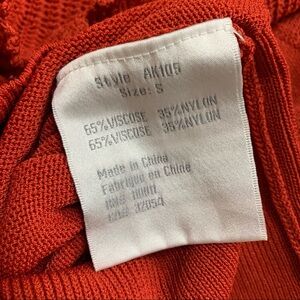 Style AK105
Size: S
65%VISCOSE 35%NYLON
65%VISCOSE 35%NYLON
Made in China
Fabriqué en Chine